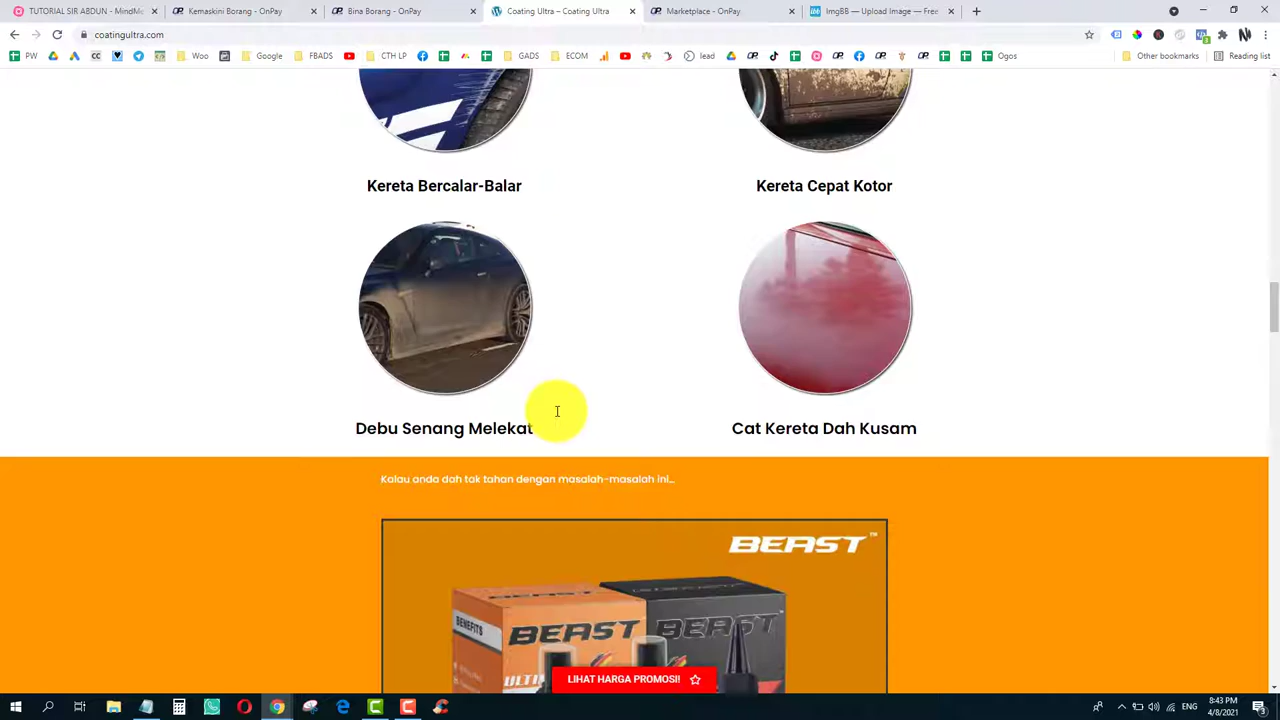 TUTORIAL SIR ABDUN - MindMo
Kemaskini Borang - OnPay
Bina Borang - OnPay
Coating Ultra – Coating Ultra
Marketplace - OnPay
ImgBB — Upload Image — Free
coatingultra.com
PW
Woo
Google
FBADS
CTH LP
GADS
ECOM
lead
Ogos
Other bookmarks
Reading list
Kereta Bercalar-Balar
Kereta Cepat Kotor
Debu Senang Melekat
Cat Kereta Dah Kusam
Kalau anda dah tak tahan dengan masalah-masalah ini...
BEAST™
BENEFITS
BEAST
BEAST
LIHAT HARGA PROMOSI!
ENG
8:43 PM
4/8/2021